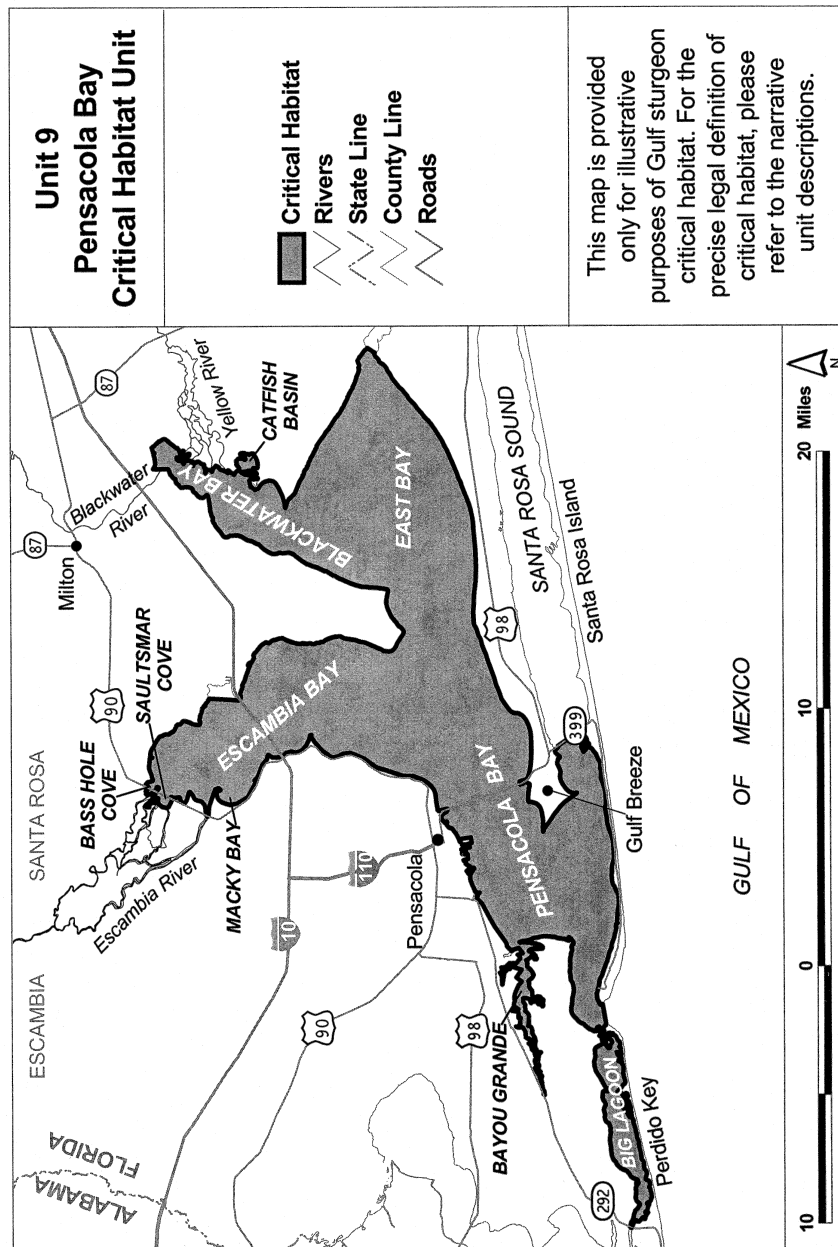 Unit 9
Pensacola Bay
Critical Habitat Unit
Critical Habitat
Rivers
State Line
County Line
Roads
This map is provided
only for illustrative
purposes of Gulf sturgeon
critical habitat. For the
precise legal definition of
critical habitat, please
refer to the narrative
unit descriptions.
ALABAMA
FLORIDA
ESCAMBIA
SANTA ROSA
Escambia River
BASS HOLE
COVE
SAULTSMAR
COVE
MACKY BAY
90
Milton
87
Blackwater
River
87
Yellow River
CATFISH
BASIN
BLACKWATER BAY
ESCAMBIA BAY
EAST BAY
10
110
90
Pensacola
98
BAYOU GRANDE
PENSACOLA BAY
98
SANTA ROSA SOUND
Santa Rosa Island
399
Gulf Breeze
292
BIG LAGOON
Perdido Key
GULF OF MEXICO
10
0
10
20 Miles
N